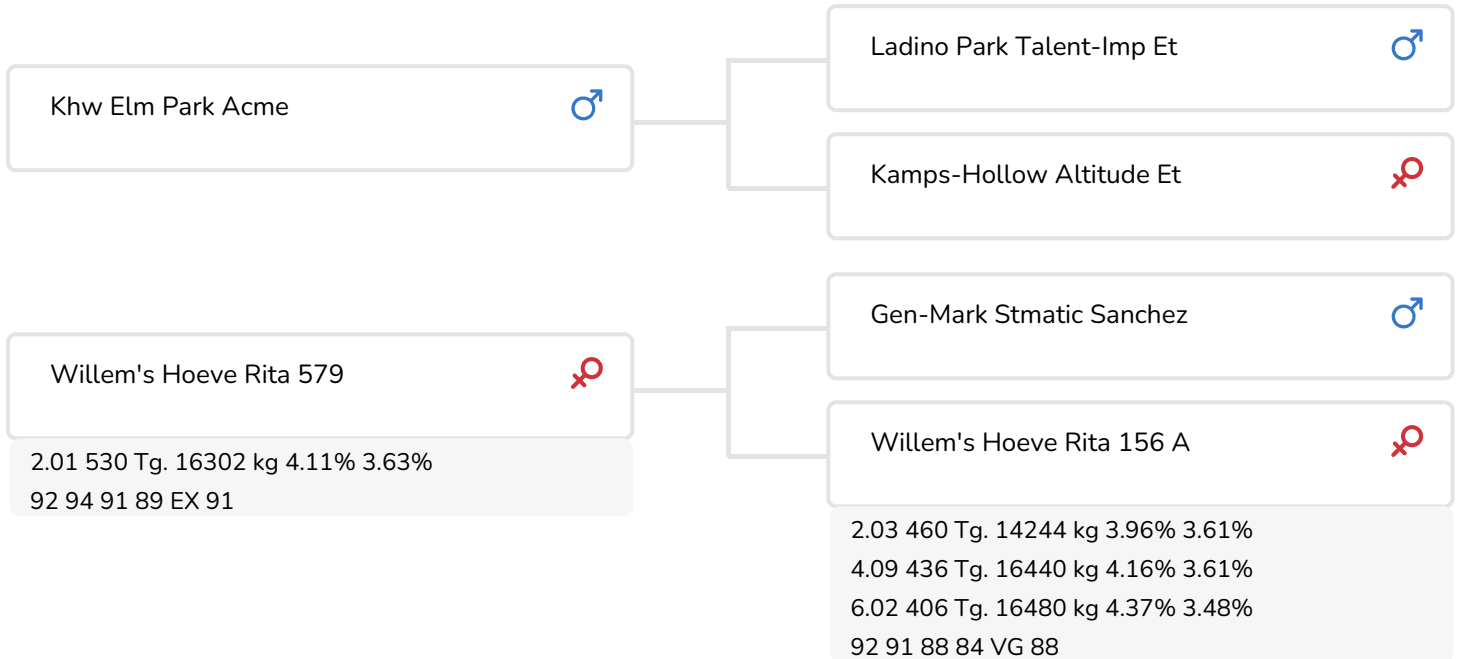 Khw Elm Park Acme
Ladino Park Talent-Imp Et
Kamps-Hollow Altitude Et
Willem's Hoeve Rita 579
2.01 530 Tg. 16302 kg 4.11% 3.63%
92 94 91 89 EX 91
Gen-Mark Stmatic Sanchez
Willem's Hoeve Rita 156 A
2.03 460 Tg. 14244 kg 3.96% 3.61%
4.09 436 Tg. 16440 kg 4.16% 3.61%
6.02 406 Tg. 16480 kg 4.37% 3.48%
92 91 88 84 VG 88